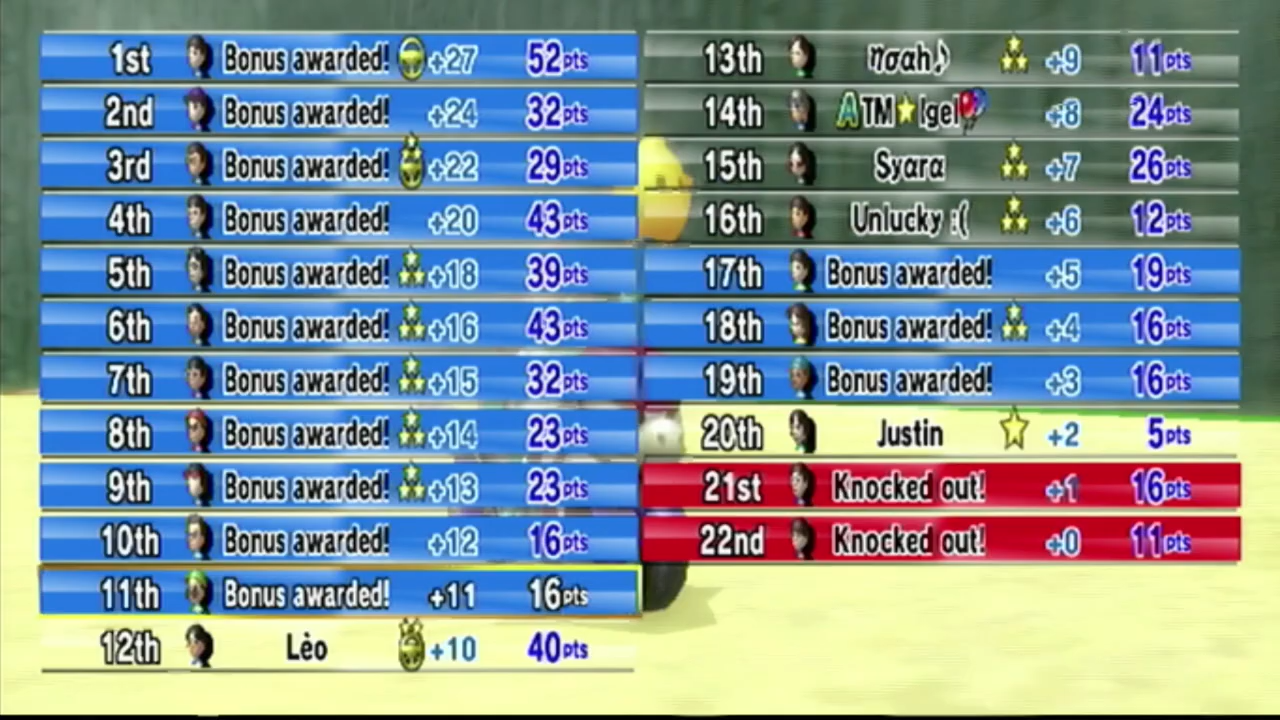 1st Bonus awarded! +27 52pts
2nd Bonus awarded! +24 32pts
3rd Bonus awarded! +22 29pts
4th Bonus awarded! +20 43pts
5th Bonus awarded! +18 39pts
6th Bonus awarded! +16 43pts
7th Bonus awarded! +15 32pts
8th Bonus awarded! +14 23pts
9th Bonus awarded! +13 23pts
10th Bonus awarded! +12 16pts
11th Bonus awarded! +11 16pts
12th Lèo +10 40pts
13th ησαh♪ +9 11pts
14th ATM★Igel +8 24pts
15th Syαrα +7 26pts
16th Unlucky :( +6 12pts
17th Bonus awarded! +5 19pts
18th Bonus awarded! +4 16pts
19th Bonus awarded! +3 16pts
20th Justin +2 5pts
21st Knocked out! +1 16pts
22nd Knocked out! +0 11pts